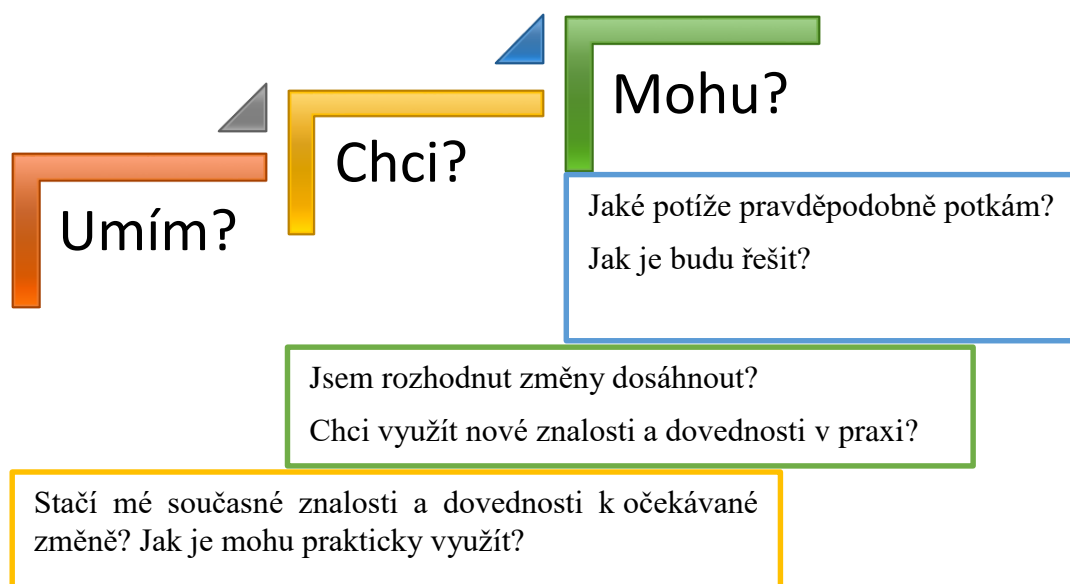 Mohu?
Chci?
Umím?
Jaké potíže pravděpodobně potkám?
Jak je budu řešit?
Jsem rozhodnut změny dosáhnout?
Chci využít nové znalosti a dovednosti v praxi?
Stačí mé současné znalosti a dovednosti k očekávané
změně? Jak je mohu prakticky využít?